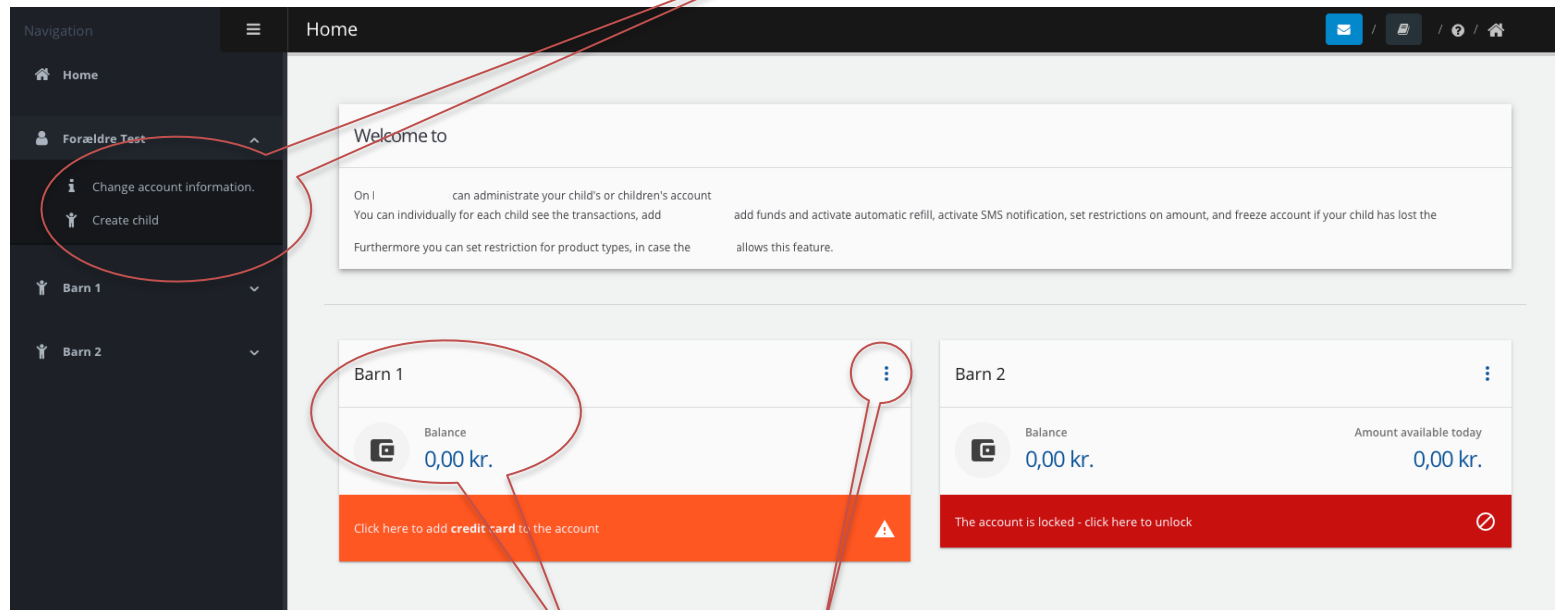 Navigation
Home
/ / /
Home
Forældre Test
Change account information.
Create child
Barn 1
Barn 2
Welcome to
On can administrate your child's or children's account
You can individually for each child see the transactions, add add funds and activate automatic refill, activate SMS notification, set restrictions on amount, and freeze account if your child has lost the
Furthermore you can set restriction for product types, in case the allows this feature.
Barn 1
Balance
0,00 kr.
Click here to add credit card to the account
Barn 2
Balance
0,00 kr.
Amount available today
0,00 kr.
The account is locked - click here to unlock